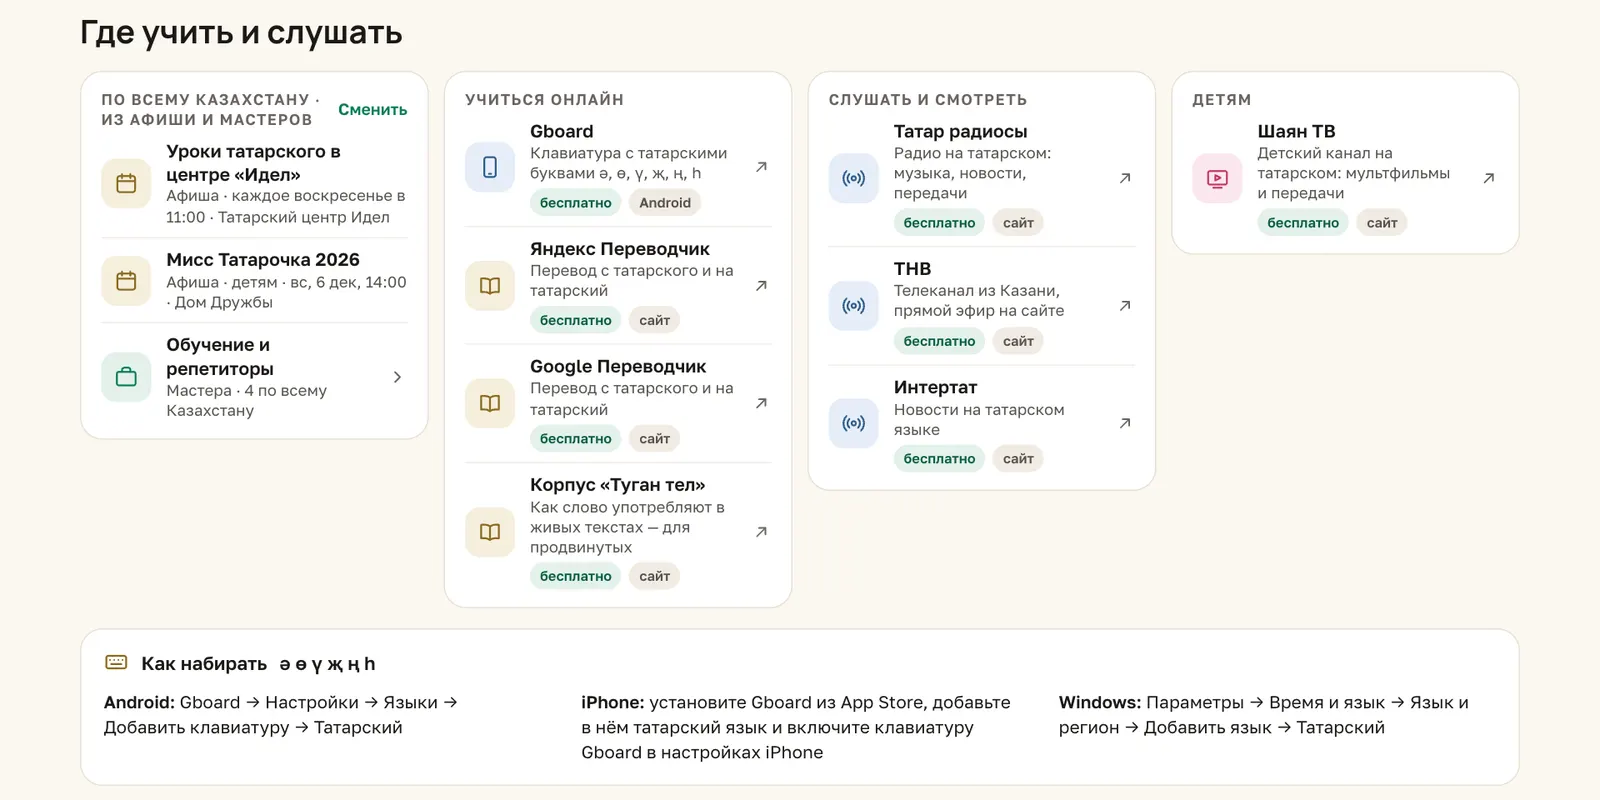 Где учить и слушать
ПО ВСЕМУ КАЗАХСТАНУ ·
ИЗ АФИШИ И МАСТЕРОВ
Сменить
Уроки татарского в
центре «Идел»
Афиша · каждое воскресенье в
11:00 · Татарский центр Идел
Мисс Татарочка 2026
Афиша · детям · вс, 6 дек, 14:00
· Дом Дружбы
Обучение и
репетиторы
Мастера · 4 по всему
Казахстану
УЧИТЬСЯ ОНЛАЙН
Gboard
Клавиатура с татарскими
буквами ә, ө, ү, җ, ң, һ
бесплатно Android
Яндекс Переводчик
Перевод с татарского и на
татарский
бесплатно сайт
Google Переводчик
Перевод с татарского и на
татарский
бесплатно сайт
Корпус «Туган тел»
Как слово употребляют в
живых текстах — для
продвинутых
бесплатно сайт
СЛУШАТЬ И СМОТРЕТЬ
Татар радиосы
Радио на татарском:
музыка, новости,
передачи
бесплатно сайт
ТНВ
Телеканал из Казани,
прямой эфир на сайте
бесплатно сайт
Интертат
Новости на татарском
языке
бесплатно сайт
ДЕТЯМ
Шаян ТВ
Детский канал на
татарском: мультфильмы
и передачи
бесплатно сайт
Как набирать ә ө ү җ ң һ
Android: Gboard → Настройки → Языки →
Добавить клавиатуру → Татарский
iPhone: установите Gboard из App Store, добавьте
в нём татарский язык и включите клавиатуру
Gboard в настройках iPhone
Windows: Параметры → Время и язык → Язык и
регион → Добавить язык → Татарский